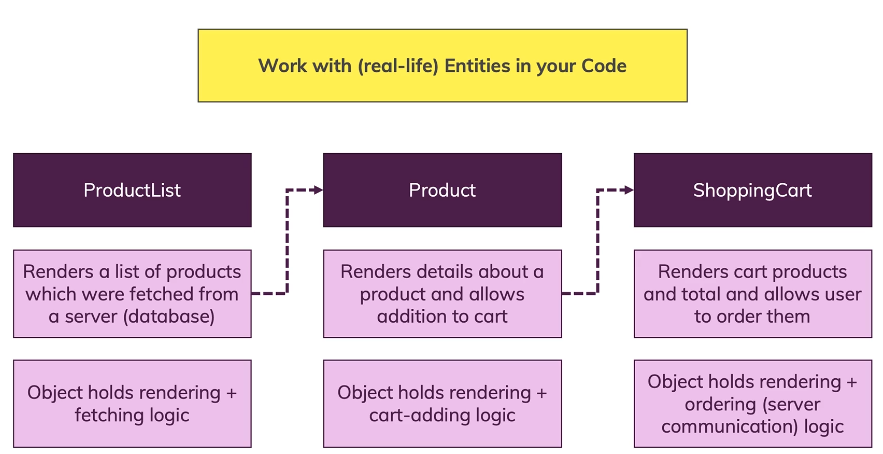 Work with (real-life) Entities in your Code
ProductList
Product
ShoppingCart
Renders a list of products
which were fetched from
a server (database)
Renders details about a
product and allows
addition to cart
Renders cart products
and total and allows user
to order them
Object holds rendering +
fetching logic
Object holds rendering +
cart-adding logic
Object holds rendering +
ordering (server
communication) logic